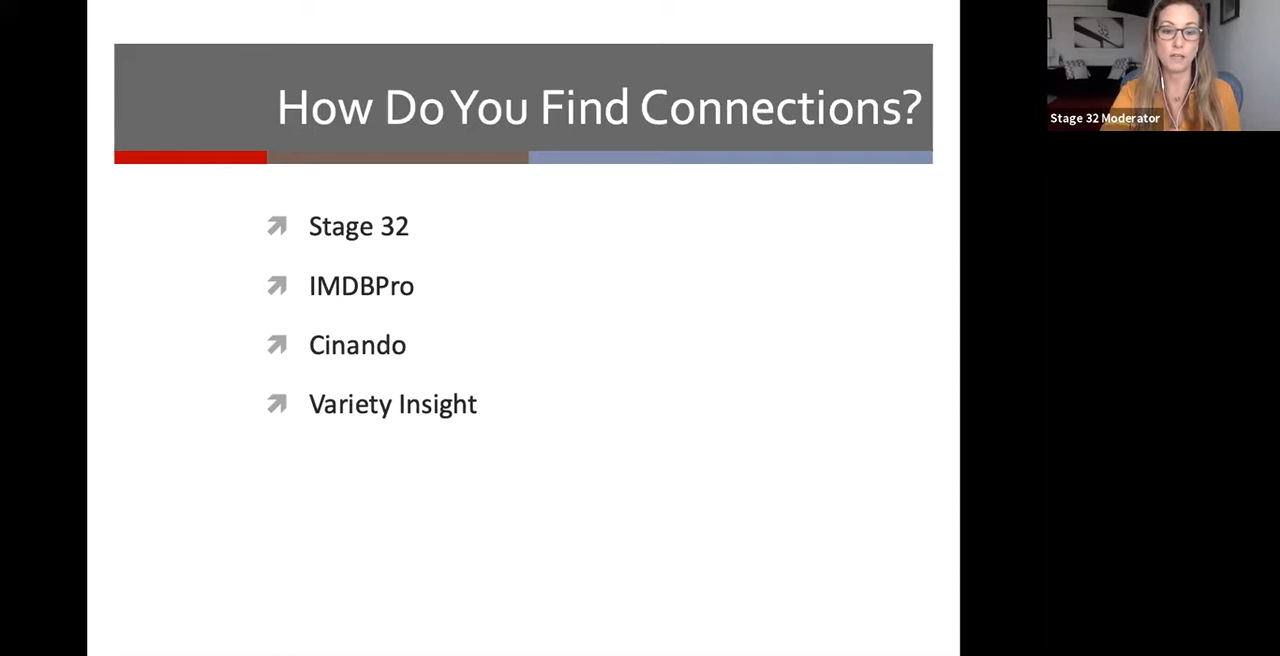 How Do You Find Connections?
Stage 32
IMDBPro
Cinando
Variety Insight
Stage 32 Moderator